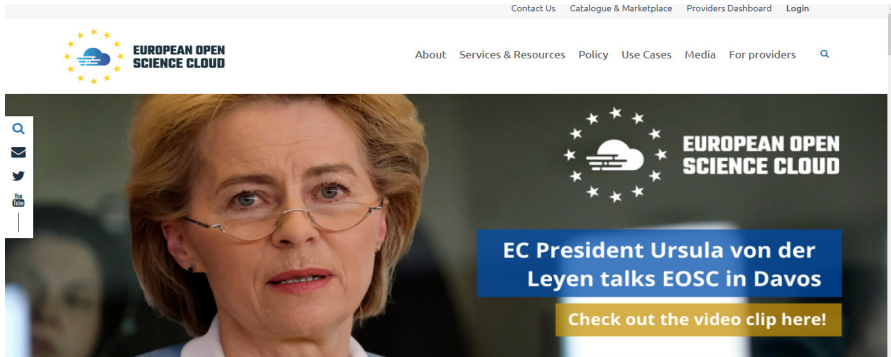 Contact Us Catalogue & Marketplace Providers Dashboard Login
EUROPEAN OPEN
SCIENCE CLOUD
About Services & Resources Policy Use Cases Media For providers
You
Tube
EUROPEAN OPEN
SCIENCE CLOUD
EC President Ursula von der
Leyen talks EOSC in Davos
Check out the video clip here!